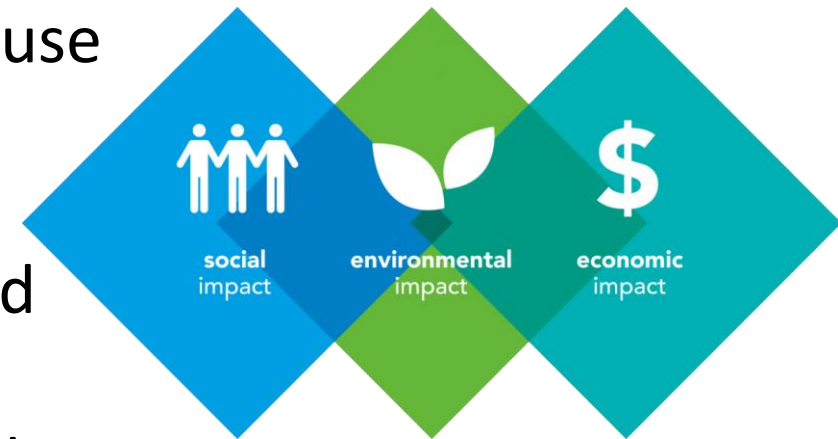 use
$
social
impact
environmental
impact
economic
impact
d